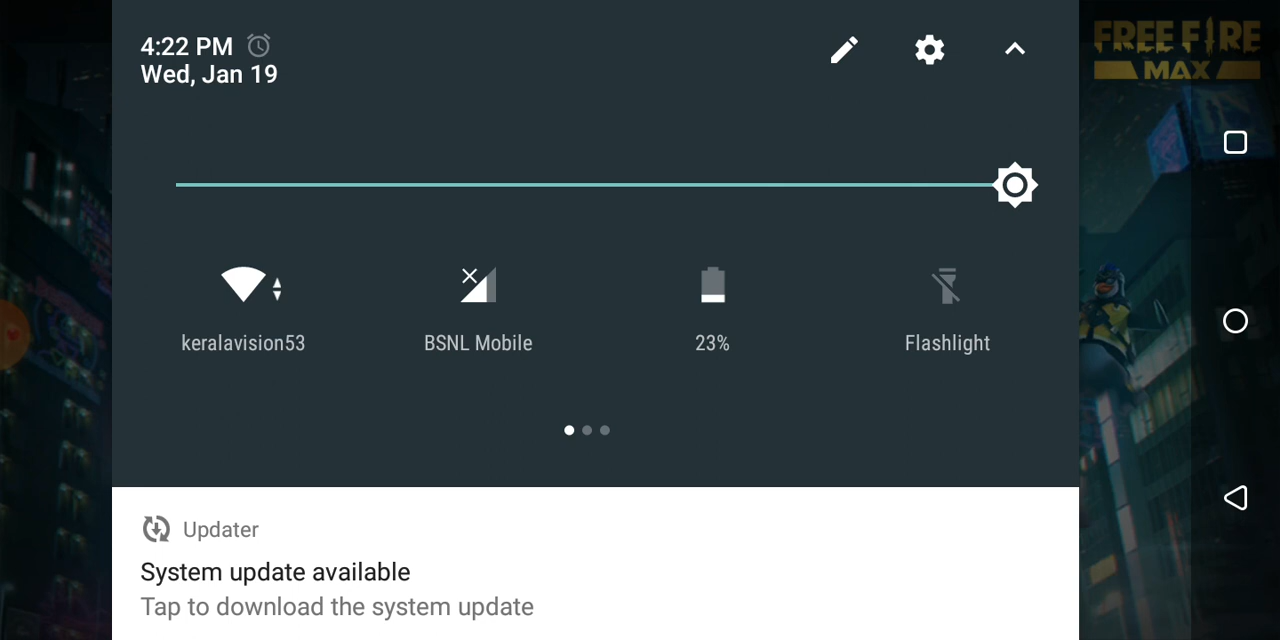 4:22 PM
Wed, Jan 19
FREE FIRE
MAX
keralavision53
BSNL Mobile
23%
Flashlight
Updater
System update available
Tap to download the system update